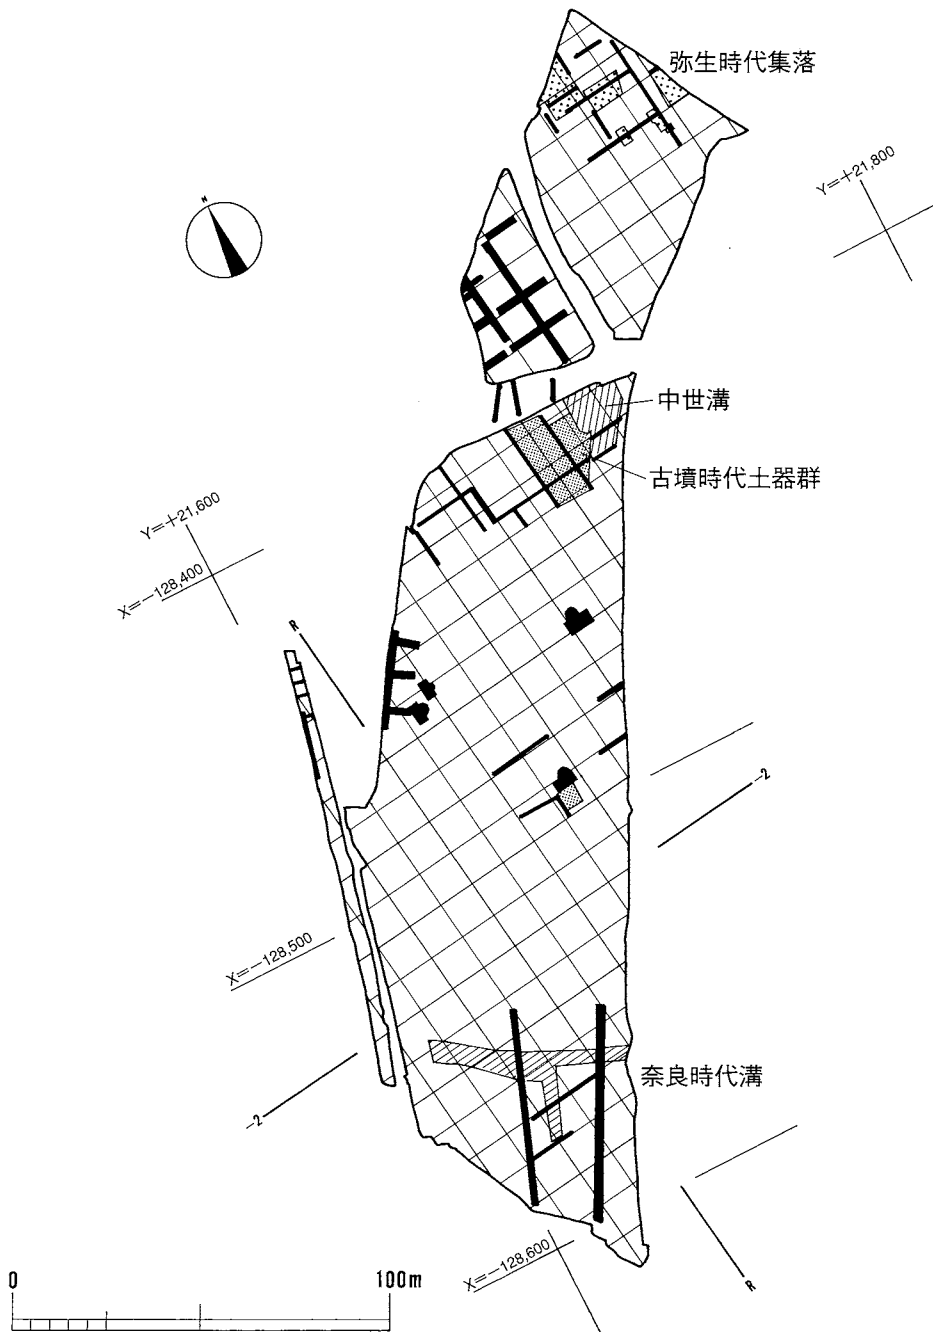 弥生時代集落
Y=+21,800
N
中世溝
古墳時代土器群
Y=+21,600
X=-128,400
R
-2
X=-128,500
奈良時代溝
-2
X=-128,600
R
0 100m